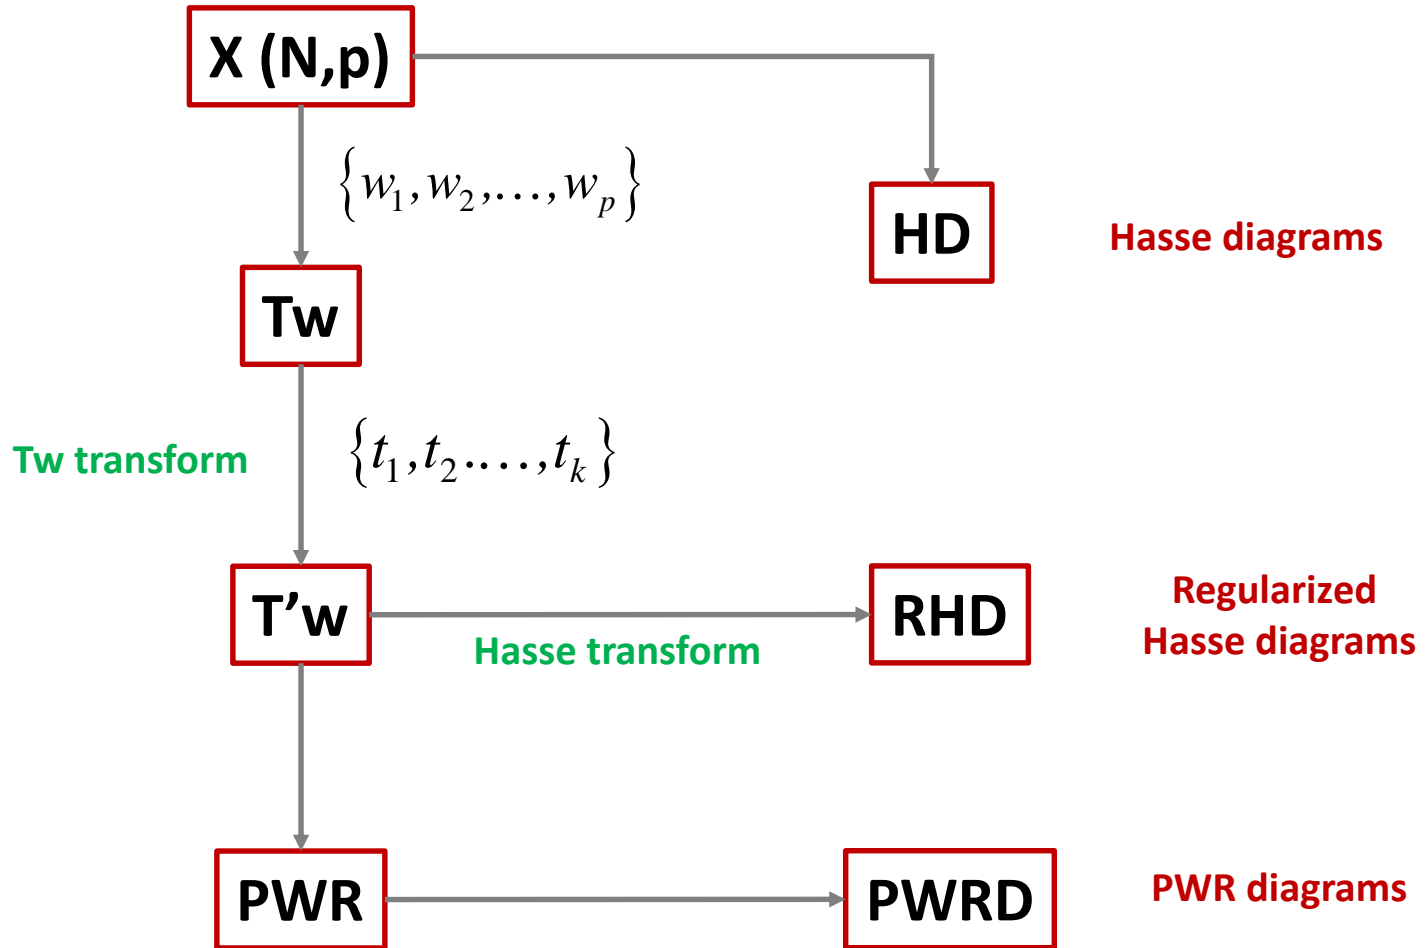 X (N,p)
{w₁,w₂,…,wₚ}
HD
Hasse diagrams
Tw
Tw transform
{t₁,t₂.…,tₖ}
T’w
Hasse transform
RHD
Regularized
Hasse diagrams
PWR
PWRD
PWR diagrams